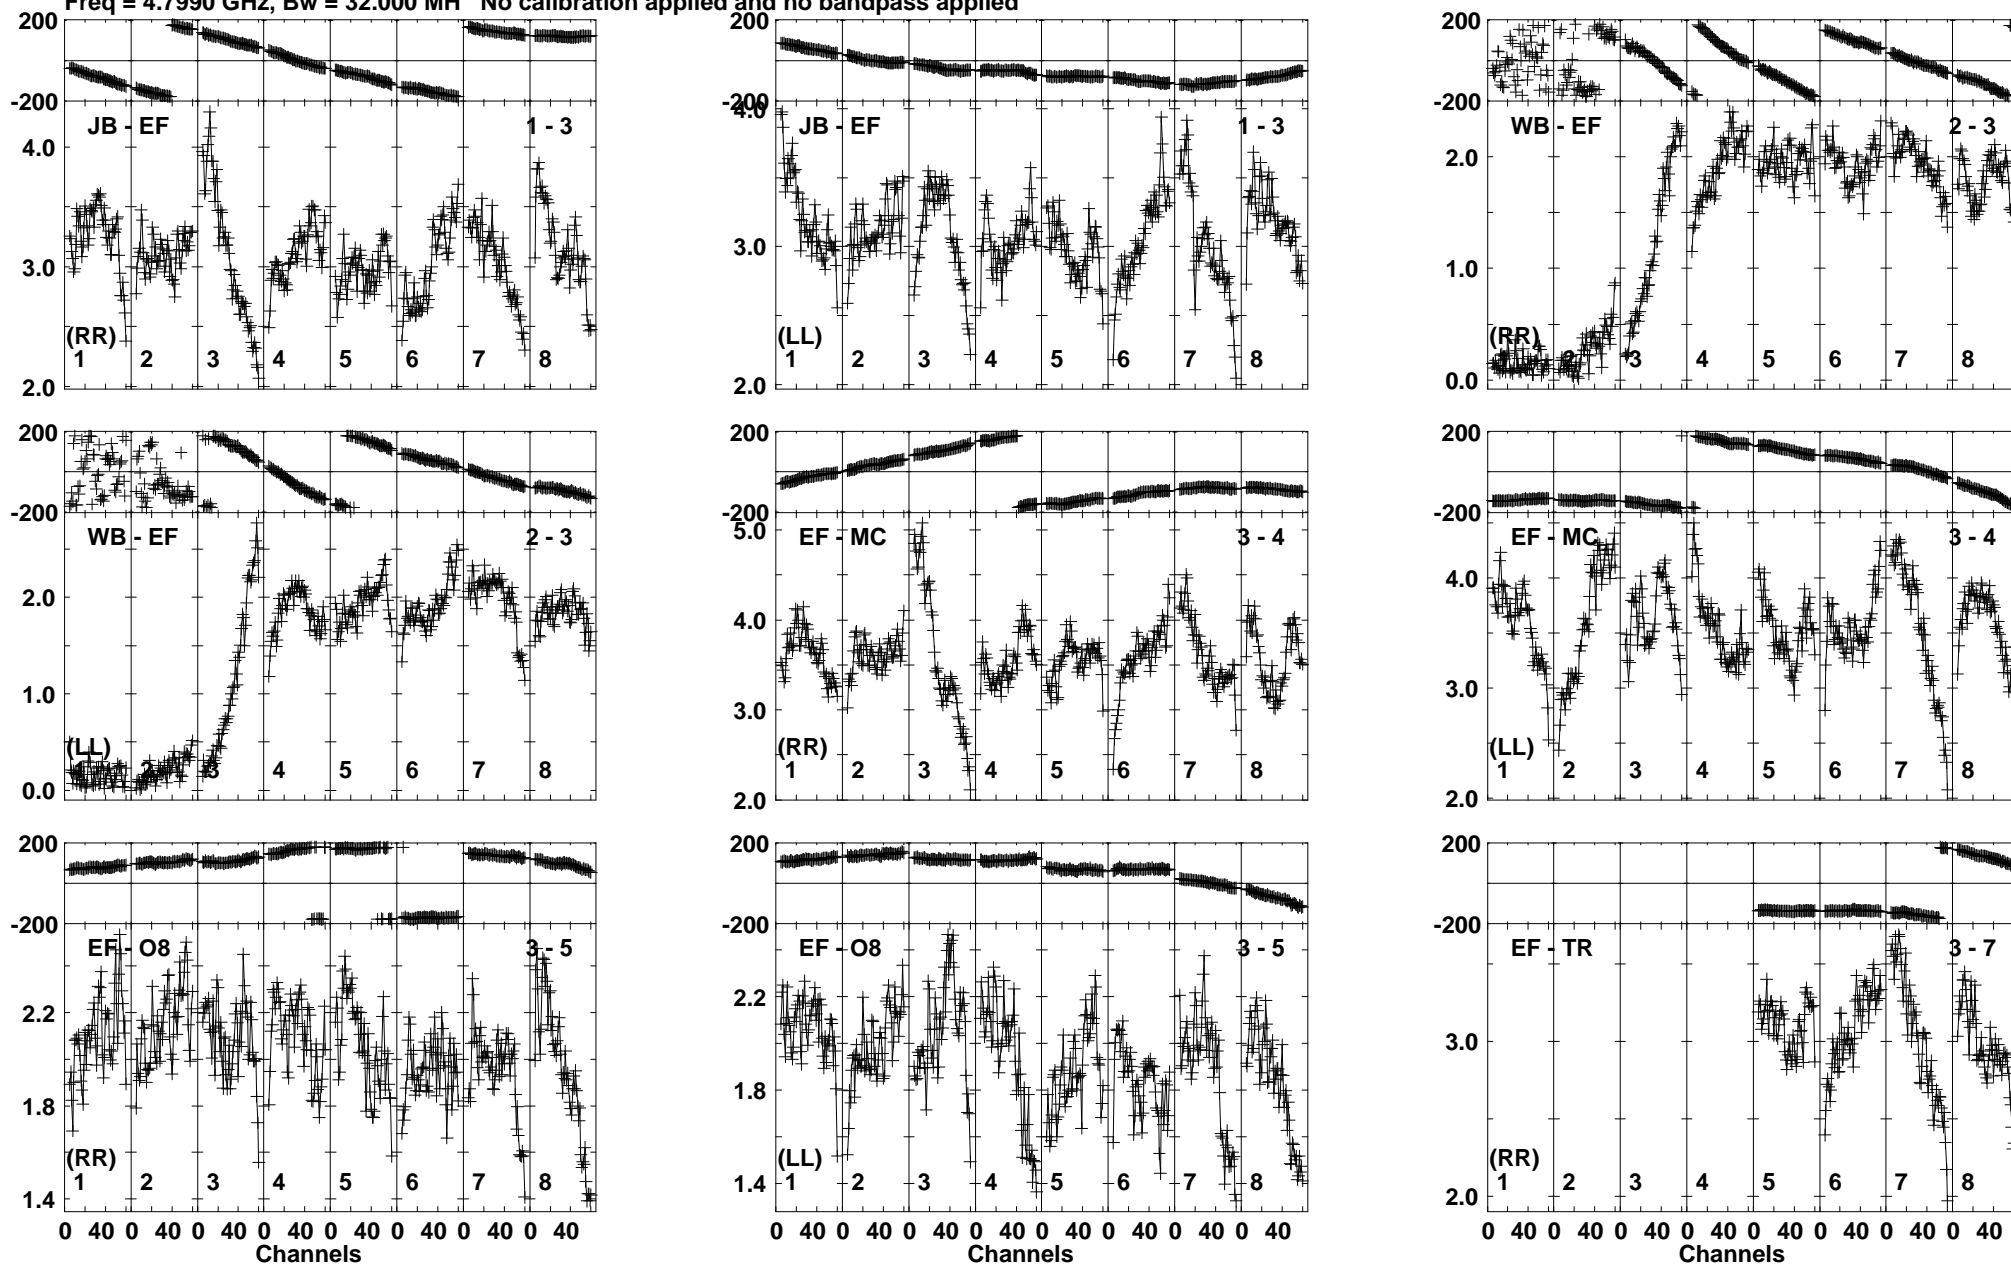 Freq = 4.7990 GHz, Bw = 32.000 MH No calibration applied and no bandpass applied
200 200 200
-200 -200 -200
JB - EF 1 - 3 JB - EF 1 - 3 WB - EF 2 - 3
4.0 4.0 2.0
3.0 3.0 1.0
2.0 2.0 0.0
(RR) (LL) (RR)
1 2 3 4 5 6 7 8 1 2 3 4 5 6 7 8 1 2 3 4 5 6 7 8
200 200 200
-200 -200 -200
WB - EF 2 - 3 EF - MC 3 - 4 EF - MC 3 - 4
5.0
2.0 4.0 4.0
1.0 3.0 3.0
0.0 2.0 2.0
(LL) (RR) (LL)
1 2 3 4 5 6 7 8 1 2 3 4 5 6 7 8 1 2 3 4 5 6 7 8
200 200 200
-200 -200 -200
EF - O8 3 - 5 EF - O8 3 - 5 EF - TR 3 - 7
2.2 2.2 3.0
1.8 1.8
1.4 1.4 2.0
(RR) (LL) (RR)
1 2 3 4 5 6 7 8 1 2 3 4 5 6 7 8 1 2 3 4 5 6 7 8
0 40 0 40 0 40 0 40 0 40 0 40 0 40 0 40 0 40 0 40 0 40 0 40 0 40 0 40 0 40 0 40 0 40 0 40 0 40 0 40 0 40 0 40 0 40 0 40
Channels Channels Channels